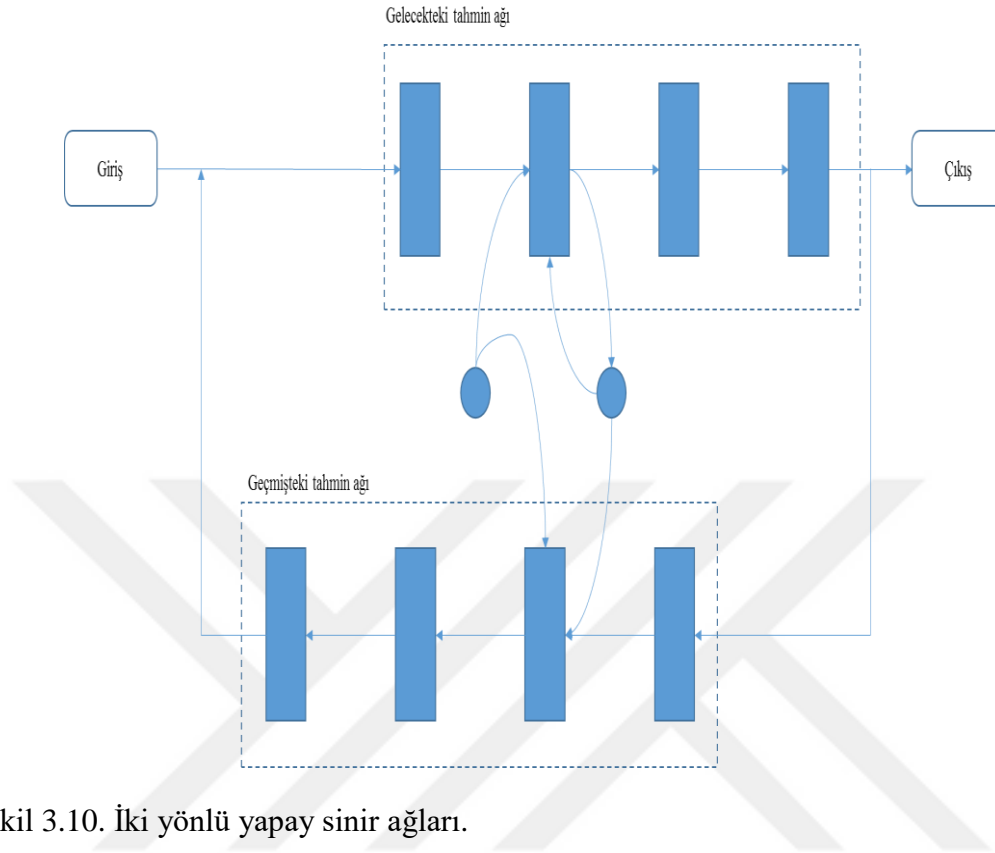 Gelecekteki tahmin ağı
Giriş
Çıkış
Geçmişteki tahmin ağı
kil 3.10. İki yönlü yapay sinir ağları.